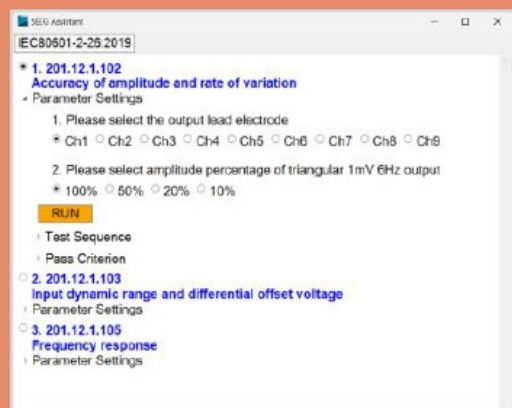 SEEG Assistant
IEC80601-2-26:2019
1. 201.12.1.102
Accuracy of amplitude and rate of variation
Parameter Settings
1. Please select the output lead electrode
Ch1 Ch2 Ch3 Ch4 Ch5 Ch6 Ch7 Ch8 Ch9
2. Please select amplitude percentage of triangular 1mV 6Hz output
100% 50% 20% 10%
RUN
Test Sequence
Pass Criterion
2. 201.12.1.103
Input dynamic range and differential offset voltage
Parameter Settings
3. 201.12.1.105
Frequency response
Parameter Settings